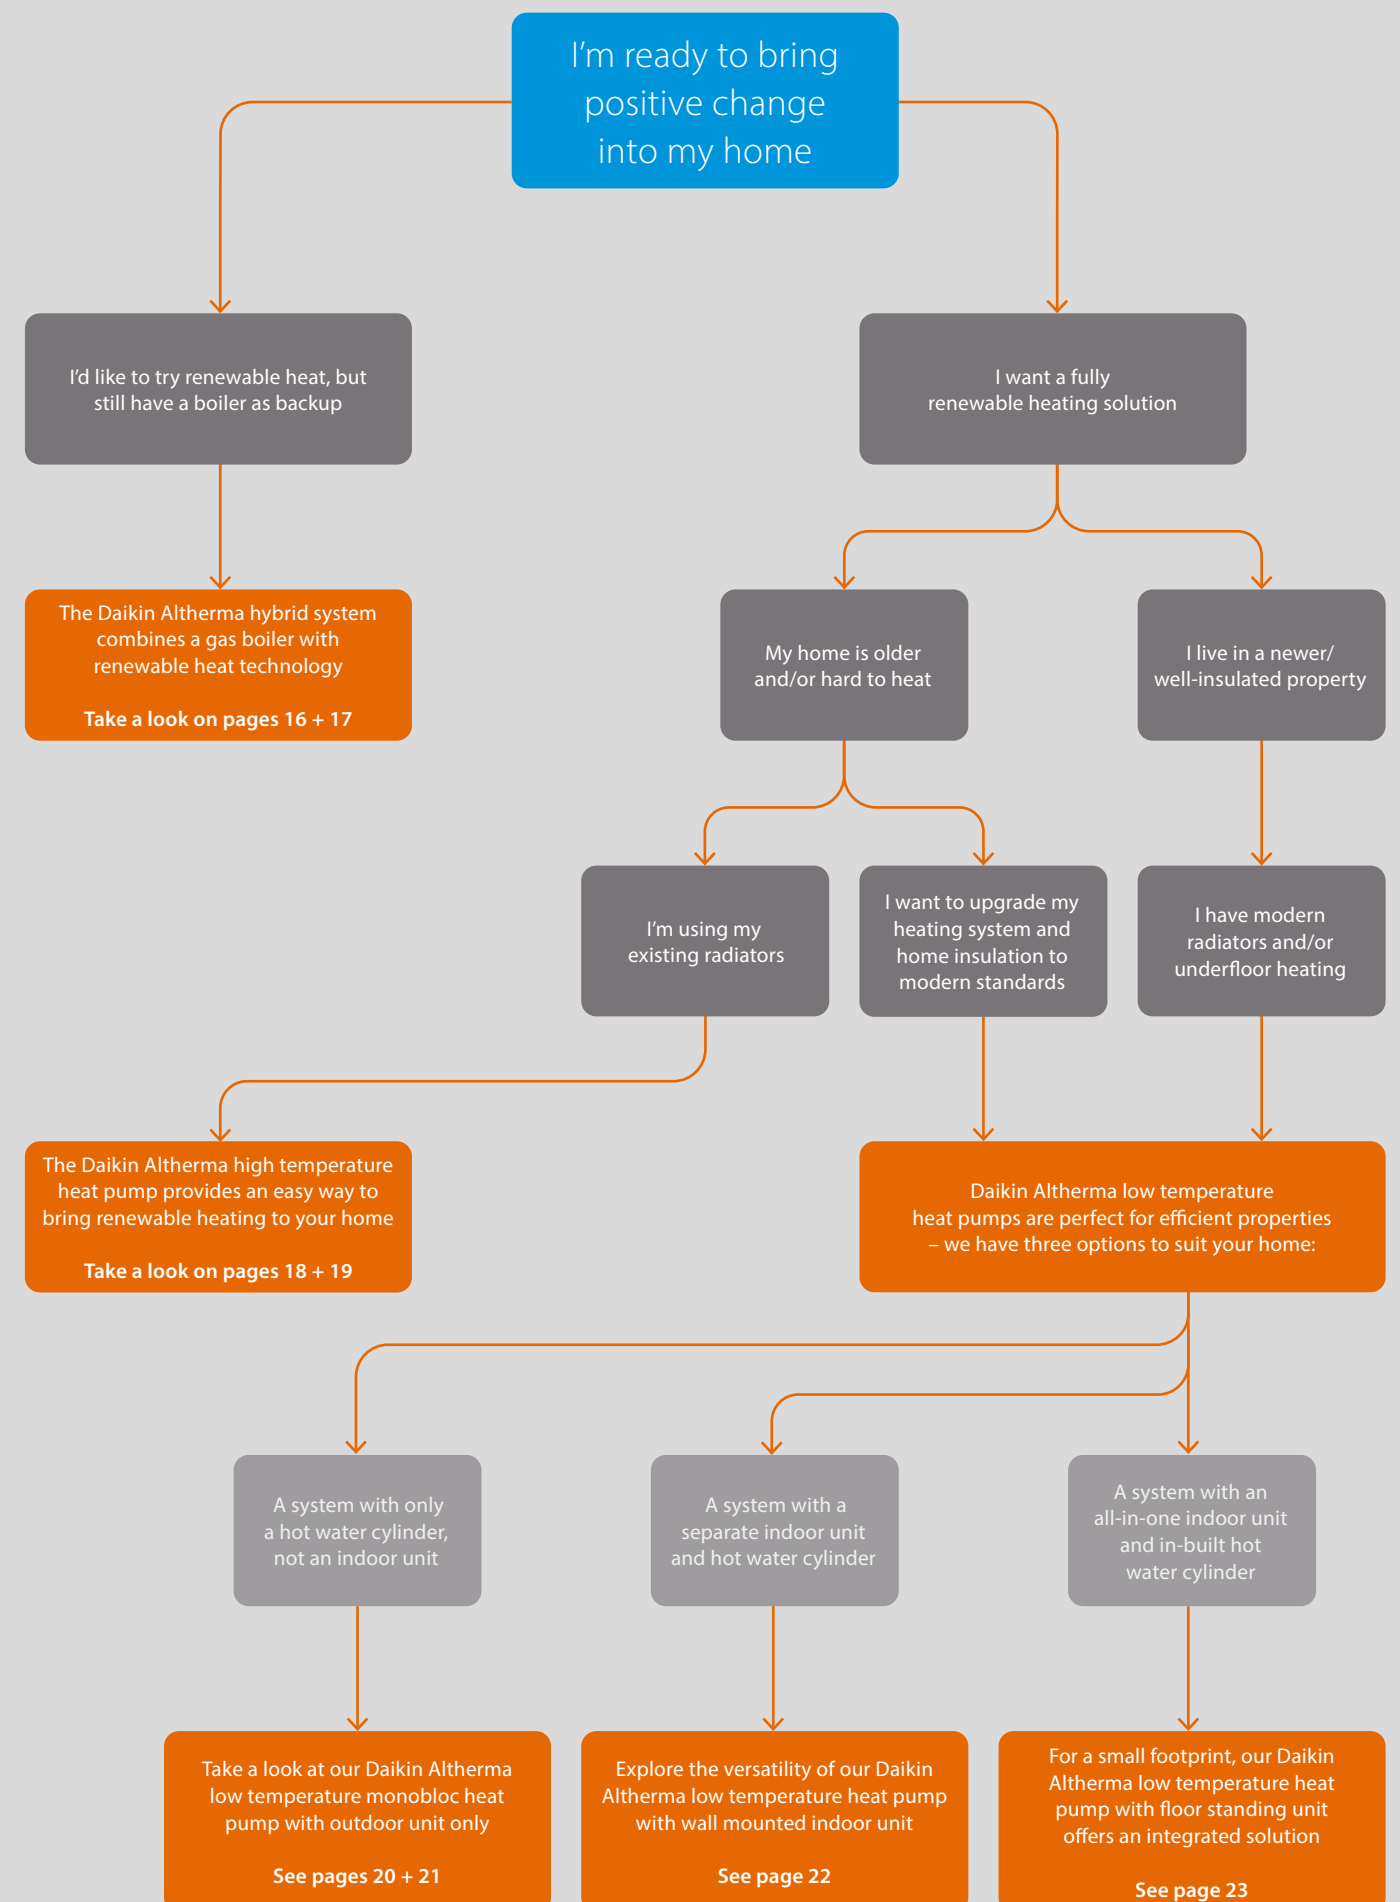 I'm ready to bring
positive change
into my home
I'd like to try renewable heat, but
still have a boiler as backup
I want a fully
renewable heating solution
The Daikin Altherma hybrid system
combines a gas boiler with
renewable heat technology
Take a look on pages 16 + 17
My home is older
and/or hard to heat
I live in a newer/
well-insulated property
I'm using my
existing radiators
I want to upgrade my
heating system and
home insulation to
modern standards
I have modern
radiators and/or
underfloor heating
The Daikin Altherma high temperature
heat pump provides an easy way to
bring renewable heating to your home
Take a look on pages 18 + 19
Daikin Altherma low temperature
heat pumps are perfect for efficient properties
– we have three options to suit your home:
A system with only
a hot water cylinder,
not an indoor unit
A system with a
separate indoor unit
and hot water cylinder
A system with an
all-in-one indoor unit
and in-built hot
water cylinder
Take a look at our Daikin Altherma
low temperature monobloc heat
pump with outdoor unit only
See pages 20 + 21
Explore the versatility of our Daikin
Altherma low temperature heat pump
with wall mounted indoor unit
See page 22
For a small footprint, our Daikin
Altherma low temperature heat
pump with floor standing unit
offers an integrated solution
See page 23